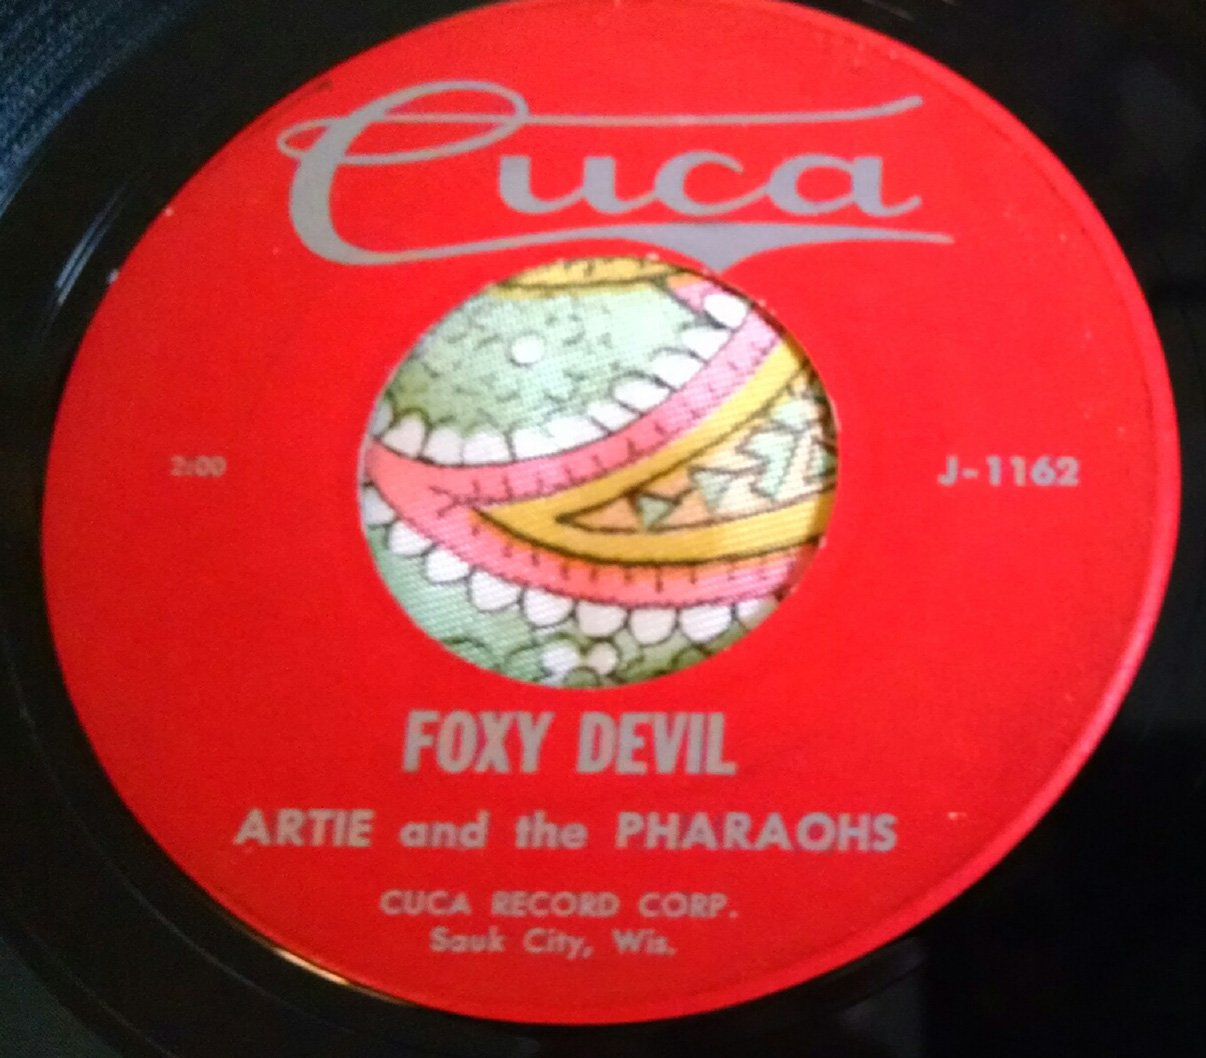 Cuca
2:00
J-1162
FOXY DEVIL
ARTIE and the PHARAOHS
CUCA RECORD CORP.
Sauk City, Wis.